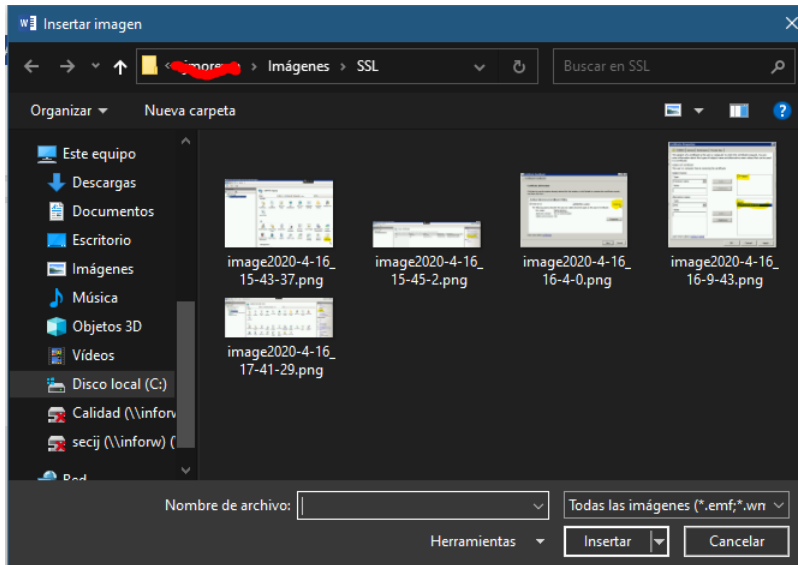 Insertar imagen
Imágenes > SSL
Buscar en SSL
Organizar
Nueva carpeta
Este equipo
Descargas
Documentos
Escritorio
Imágenes
Música
Objetos 3D
Vídeos
Disco local (C:)
Calidad (\\inforw
secij (\\inforw) (
Red
image2020-4-16_
15-43-37.png
image2020-4-16_
15-45-2.png
image2020-4-16_
16-4-0.png
image2020-4-16_
16-9-43.png
image2020-4-16_
17-41-29.png
Nombre de archivo:
Todas las imágenes (*.emf;*.wn
Herramientas
Insertar
Cancelar